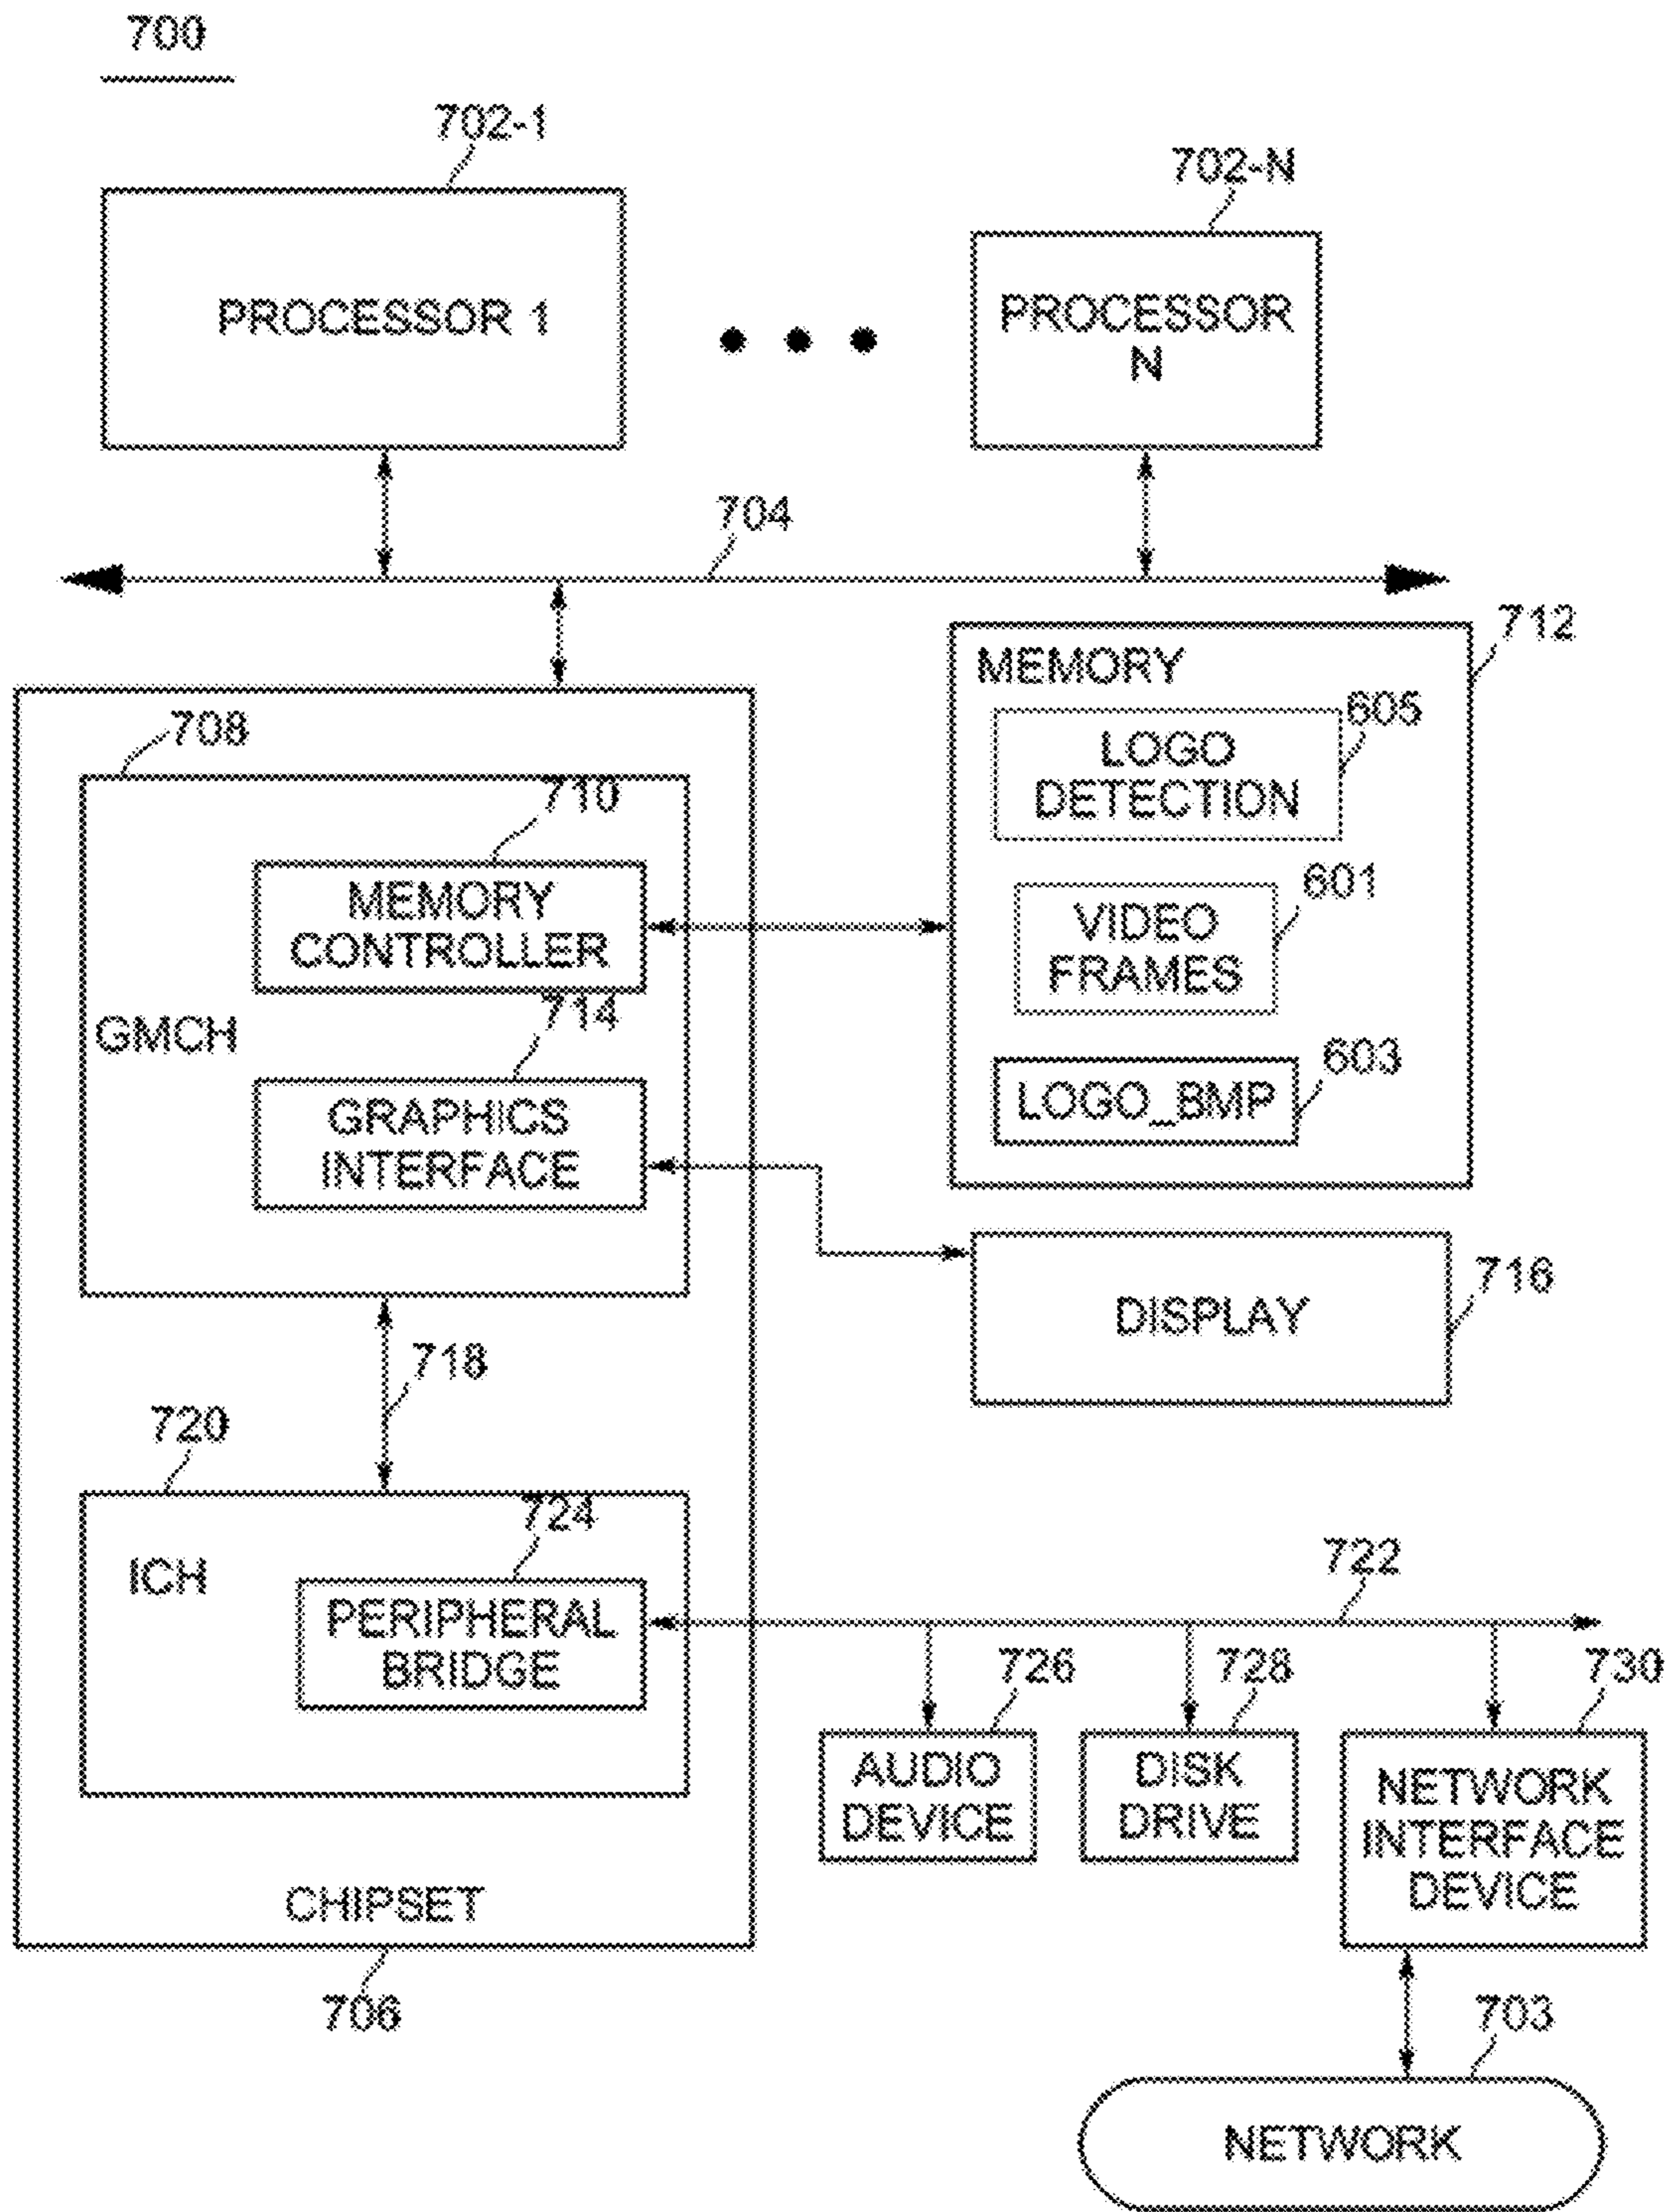 700
702-1
702-N
PROCESSOR 1
PROCESSOR
N
704
712
MEMORY
605
LOGO
DETECTION
601
VIDEO
FRAMES
603
LOGO_BMP
708
710
MEMORY
CONTROLLER
GMCH
714
GRAPHICS
INTERFACE
716
DISPLAY
718
720
724
ICH
PERIPHERAL
BRIDGE
722
726
728
730
AUDIO
DEVICE
DISK
DRIVE
NETWORK
INTERFACE
DEVICE
CHIPSET
706
703
NETWORK